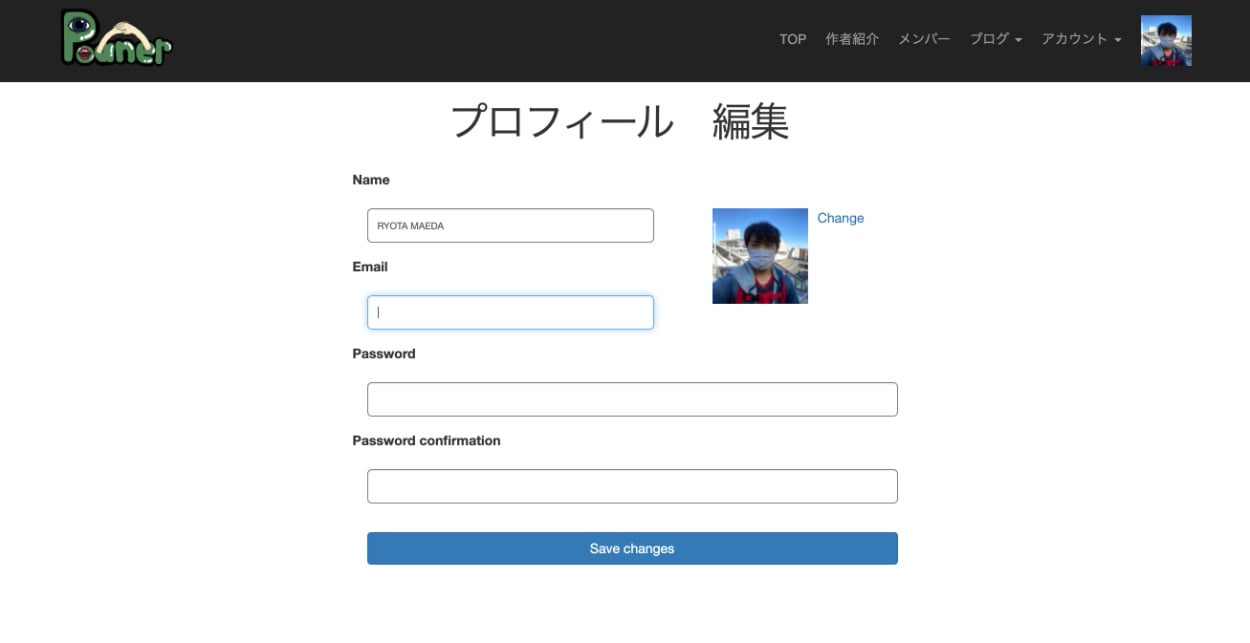 TOP 作者紹介 メンバー ブログ アカウント
プロフィール　編集
Name
RYOTA MAEDA
Change
Email
Password
Password confirmation
Save changes